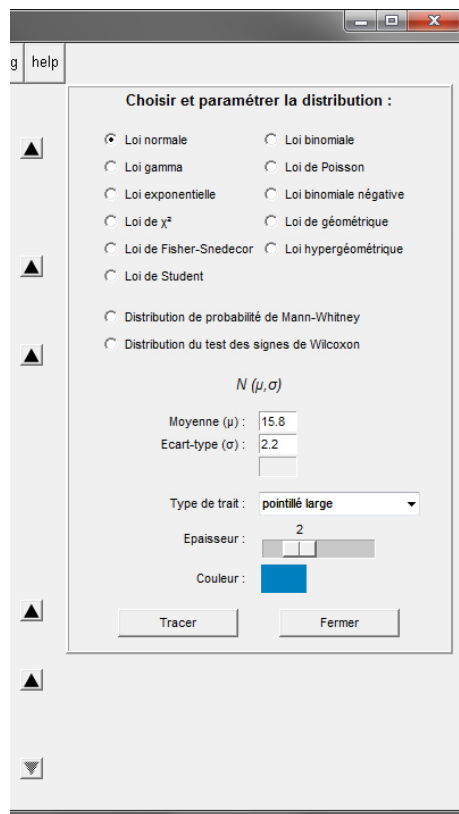 g help
Choisir et paramétrer la distribution :
Loi normale Loi binomiale
Loi gamma Loi de Poisson
Loi exponentielle Loi binomiale négative
Loi de χ² Loi de géométrique
Loi de Fisher-Snedecor Loi hypergéométrique
Loi de Student
Distribution de probabilité de Mann-Whitney
Distribution du test des signes de Wilcoxon
N (μ,σ)
Moyenne (μ) : 15.8
Ecart-type (σ) : 2.2
Type de trait : pointillé large
2
Epaisseur :
Couleur :
Tracer Fermer